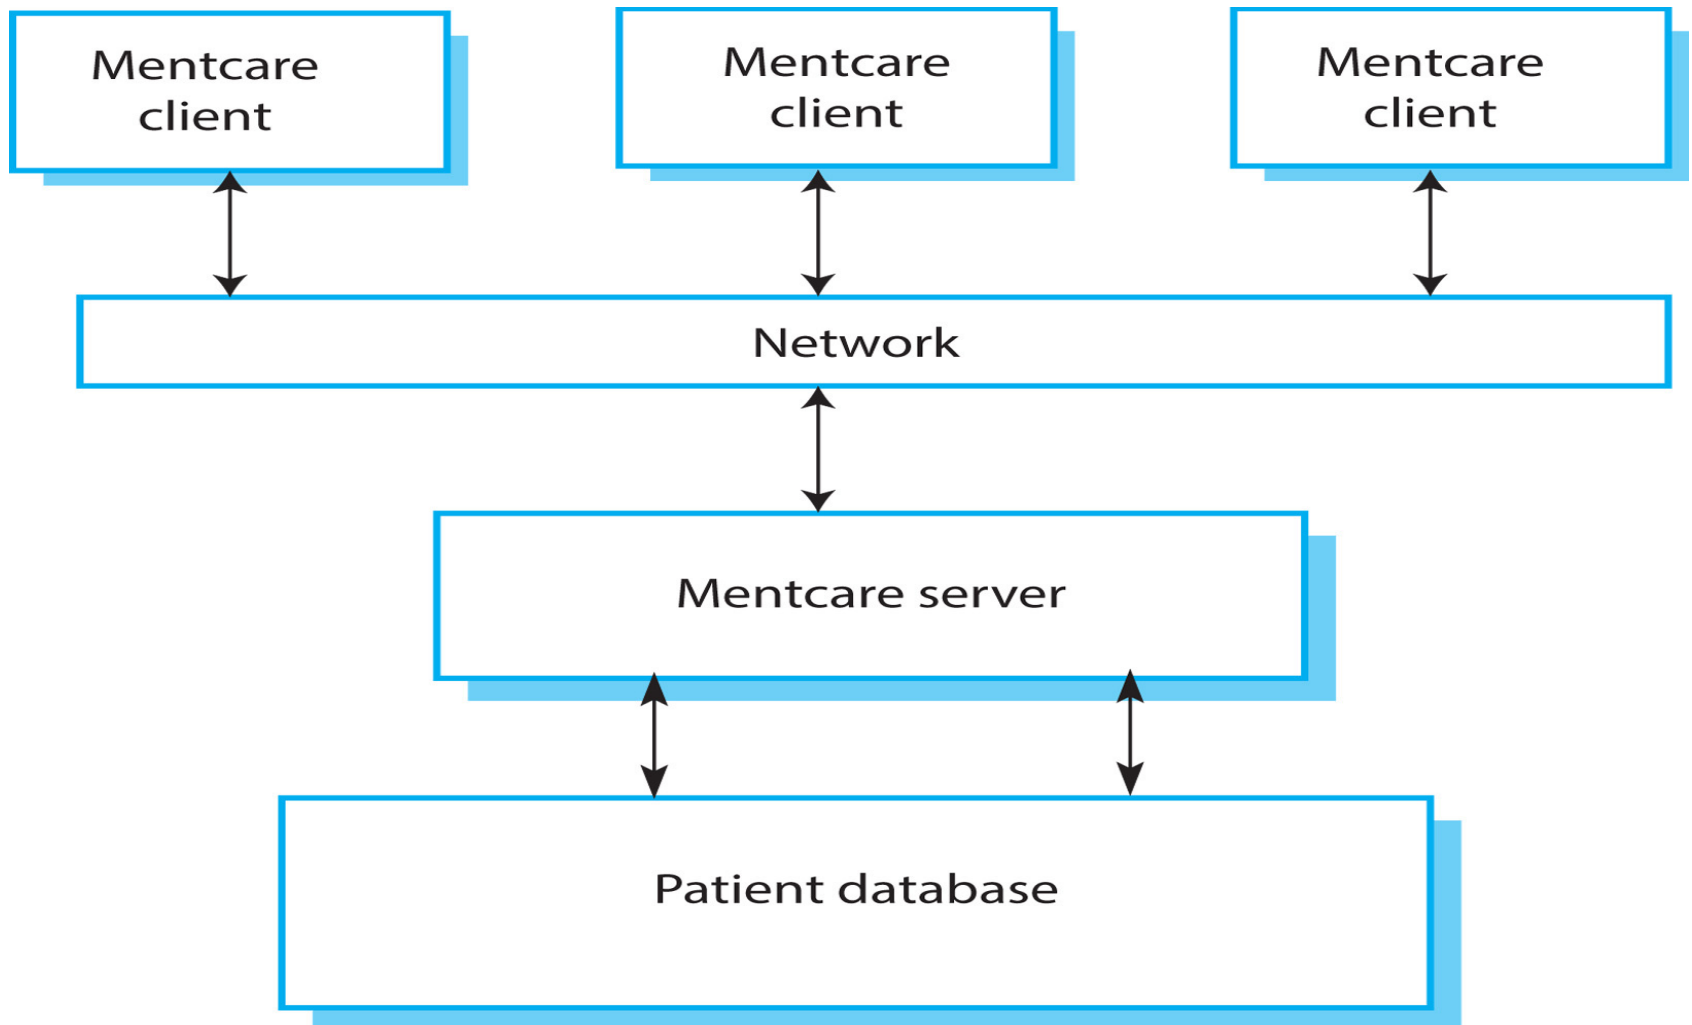 Mentcare
client
Mentcare
client
Mentcare
client
Network
Mentcare server
Patient database